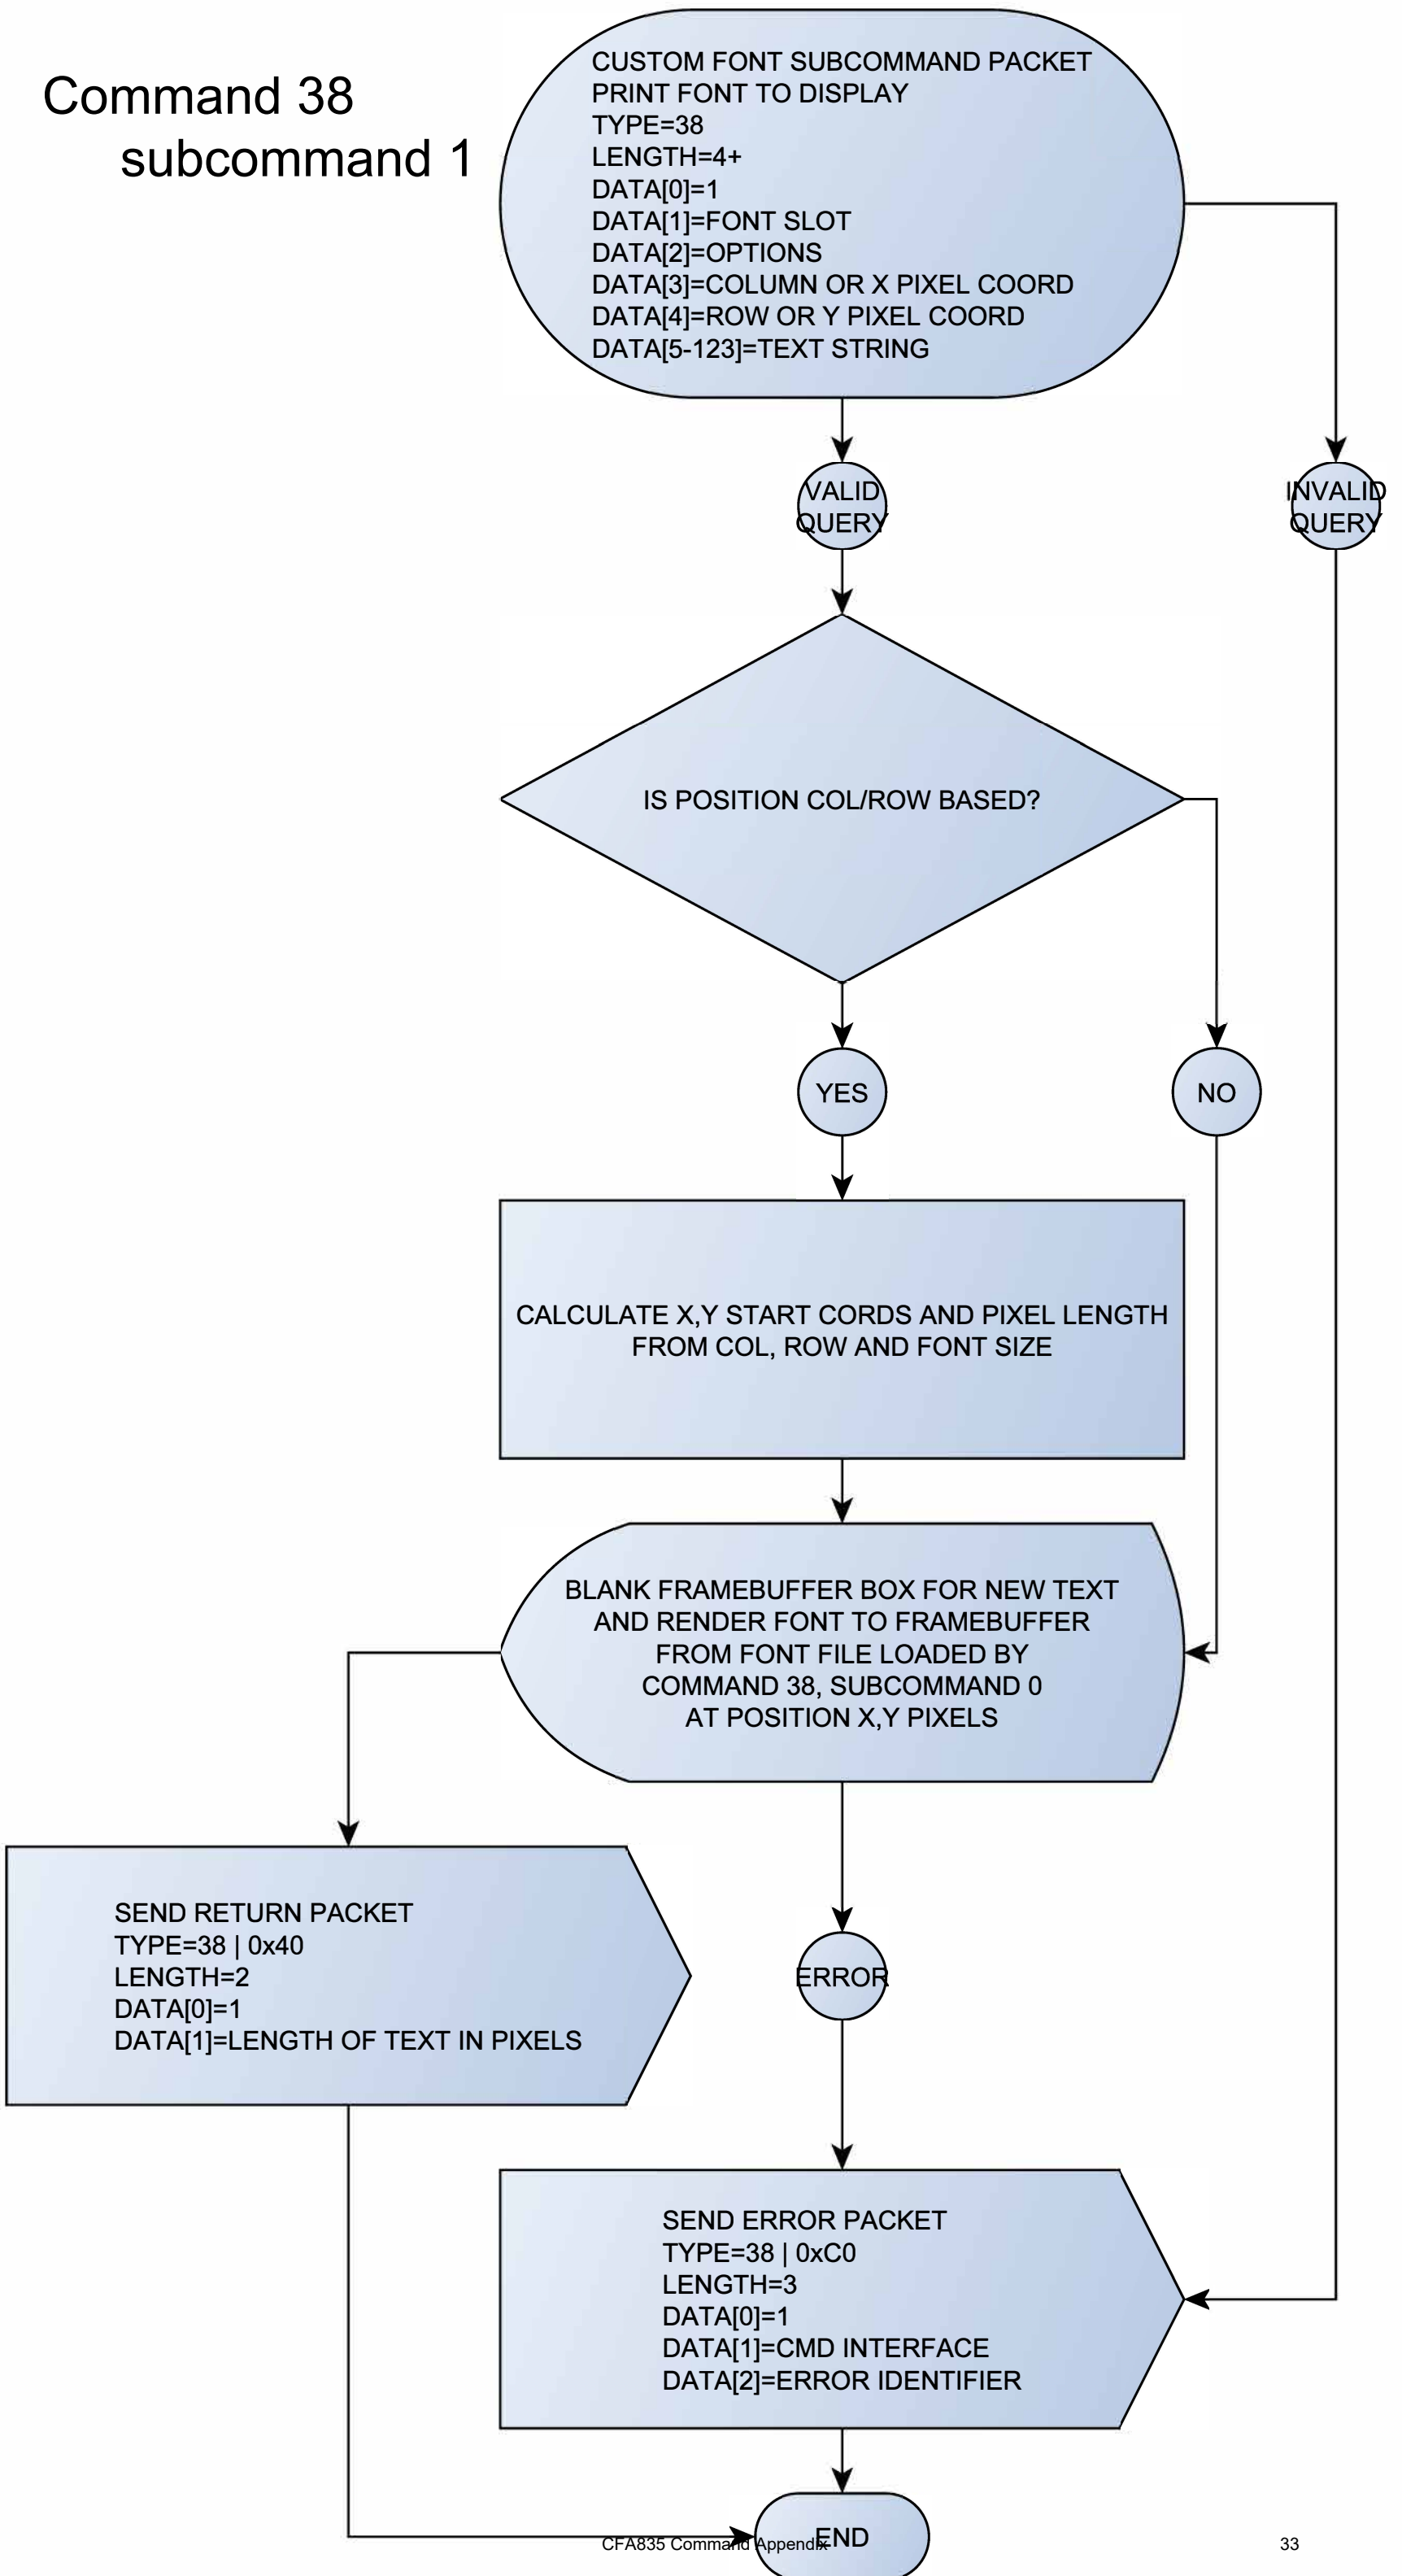 Command 38
subcommand 1
CUSTOM FONT SUBCOMMAND PACKET
PRINT FONT TO DISPLAY
TYPE=38
LENGTH=4+
DATA[0]=1
DATA[1]=FONT SLOT
DATA[2]=OPTIONS
DATA[3]=COLUMN OR X PIXEL COORD
DATA[4]=ROW OR Y PIXEL COORD
DATA[5-123]=TEXT STRING
VALID
QUERY
INVALID
QUERY
IS POSITION COL/ROW BASED?
YES
NO
CALCULATE X,Y START CORDS AND PIXEL LENGTH
FROM COL, ROW AND FONT SIZE
BLANK FRAMEBUFFER BOX FOR NEW TEXT
AND RENDER FONT TO FRAMEBUFFER
FROM FONT FILE LOADED BY
COMMAND 38, SUBCOMMAND 0
AT POSITION X,Y PIXELS
SEND RETURN PACKET
TYPE=38 | 0x40
LENGTH=2
DATA[0]=1
DATA[1]=LENGTH OF TEXT IN PIXELS
ERROR
SEND ERROR PACKET
TYPE=38 | 0xC0
LENGTH=3
DATA[0]=1
DATA[1]=CMD INTERFACE
DATA[2]=ERROR IDENTIFIER
END
CFA835 Command Appendix
33